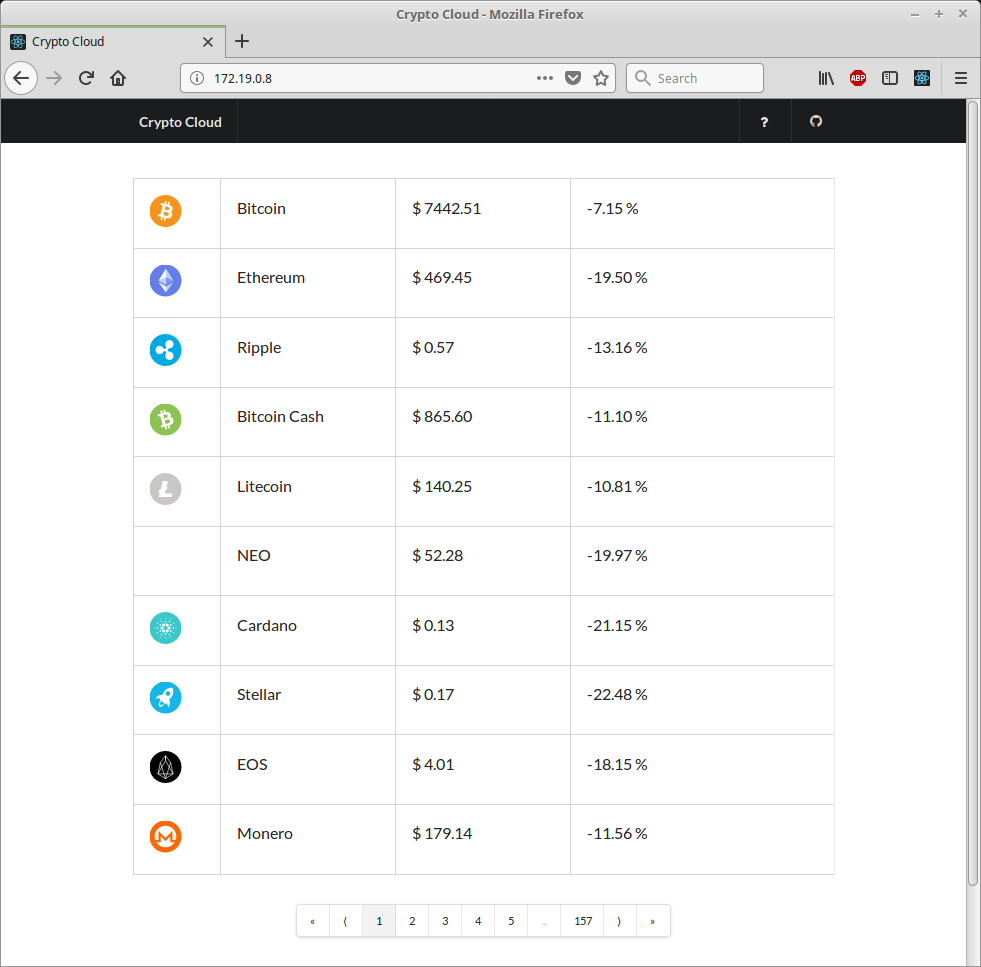 Crypto Cloud - Mozilla Firefox
Crypto Cloud
172.19.0.8 Search ABP
Crypto Cloud ?
Bitcoin $ 7442.51 -7.15 %
Ethereum $ 469.45 -19.50 %
Ripple $ 0.57 -13.16 %
Bitcoin Cash $ 865.60 -11.10 %
Litecoin $ 140.25 -10.81 %
NEO $ 52.28 -19.97 %
Cardano $ 0.13 -21.15 %
Stellar $ 0.17 -22.48 %
EOS $ 4.01 -18.15 %
Monero $ 179.14 -11.56 %
« ⟨ 1 2 3 4 5 ... 157 ⟩ »